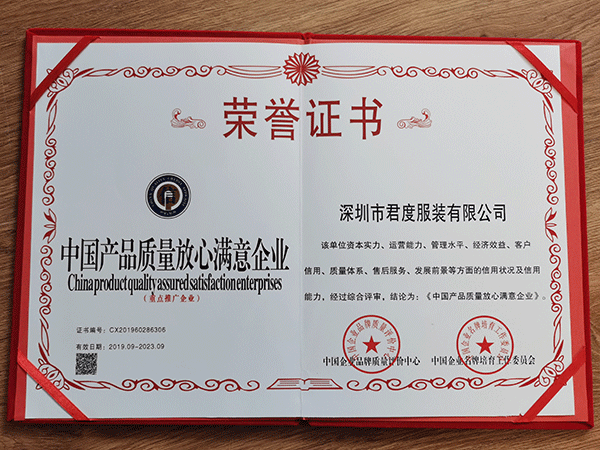 荣誉证书
中国产品质量放心满意企业
China product quality assured satisfaction enterprises
(重点推广企业)
证书编号:CX201960286306
有效日期:2019.09-2023.09
深圳市君度服装有限公司
该单位资本实力、运营能力、管理水平、经济效益、客户
信用、质量体系、售后服务、发展前景等方面的信用状况及信用
能力,经过综合评审,结论为:《中国产品质量放心满意企业》。
中国企业品牌质量评价中心
中国企业名牌培育工作委员会